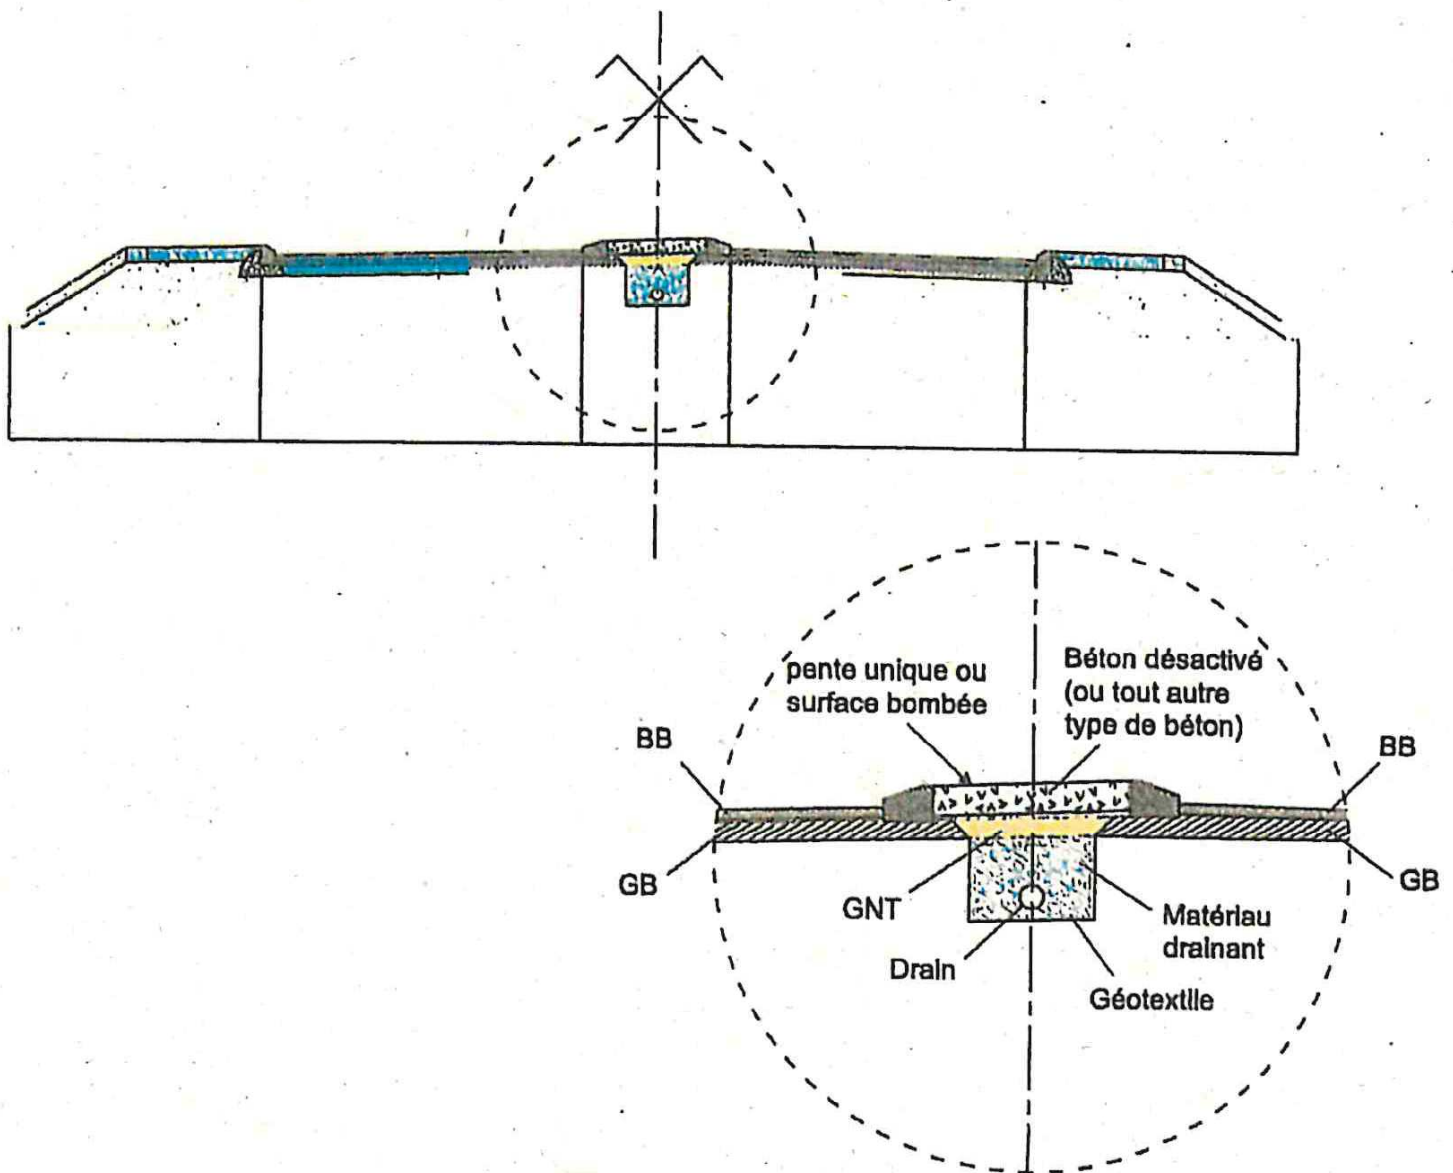 pente unique ou
surface bombée
Béton désactivé
(ou tout autre
type de béton)
BB
BB
GB
GNT
Matériau
drainant
GB
Drain
Géotextile